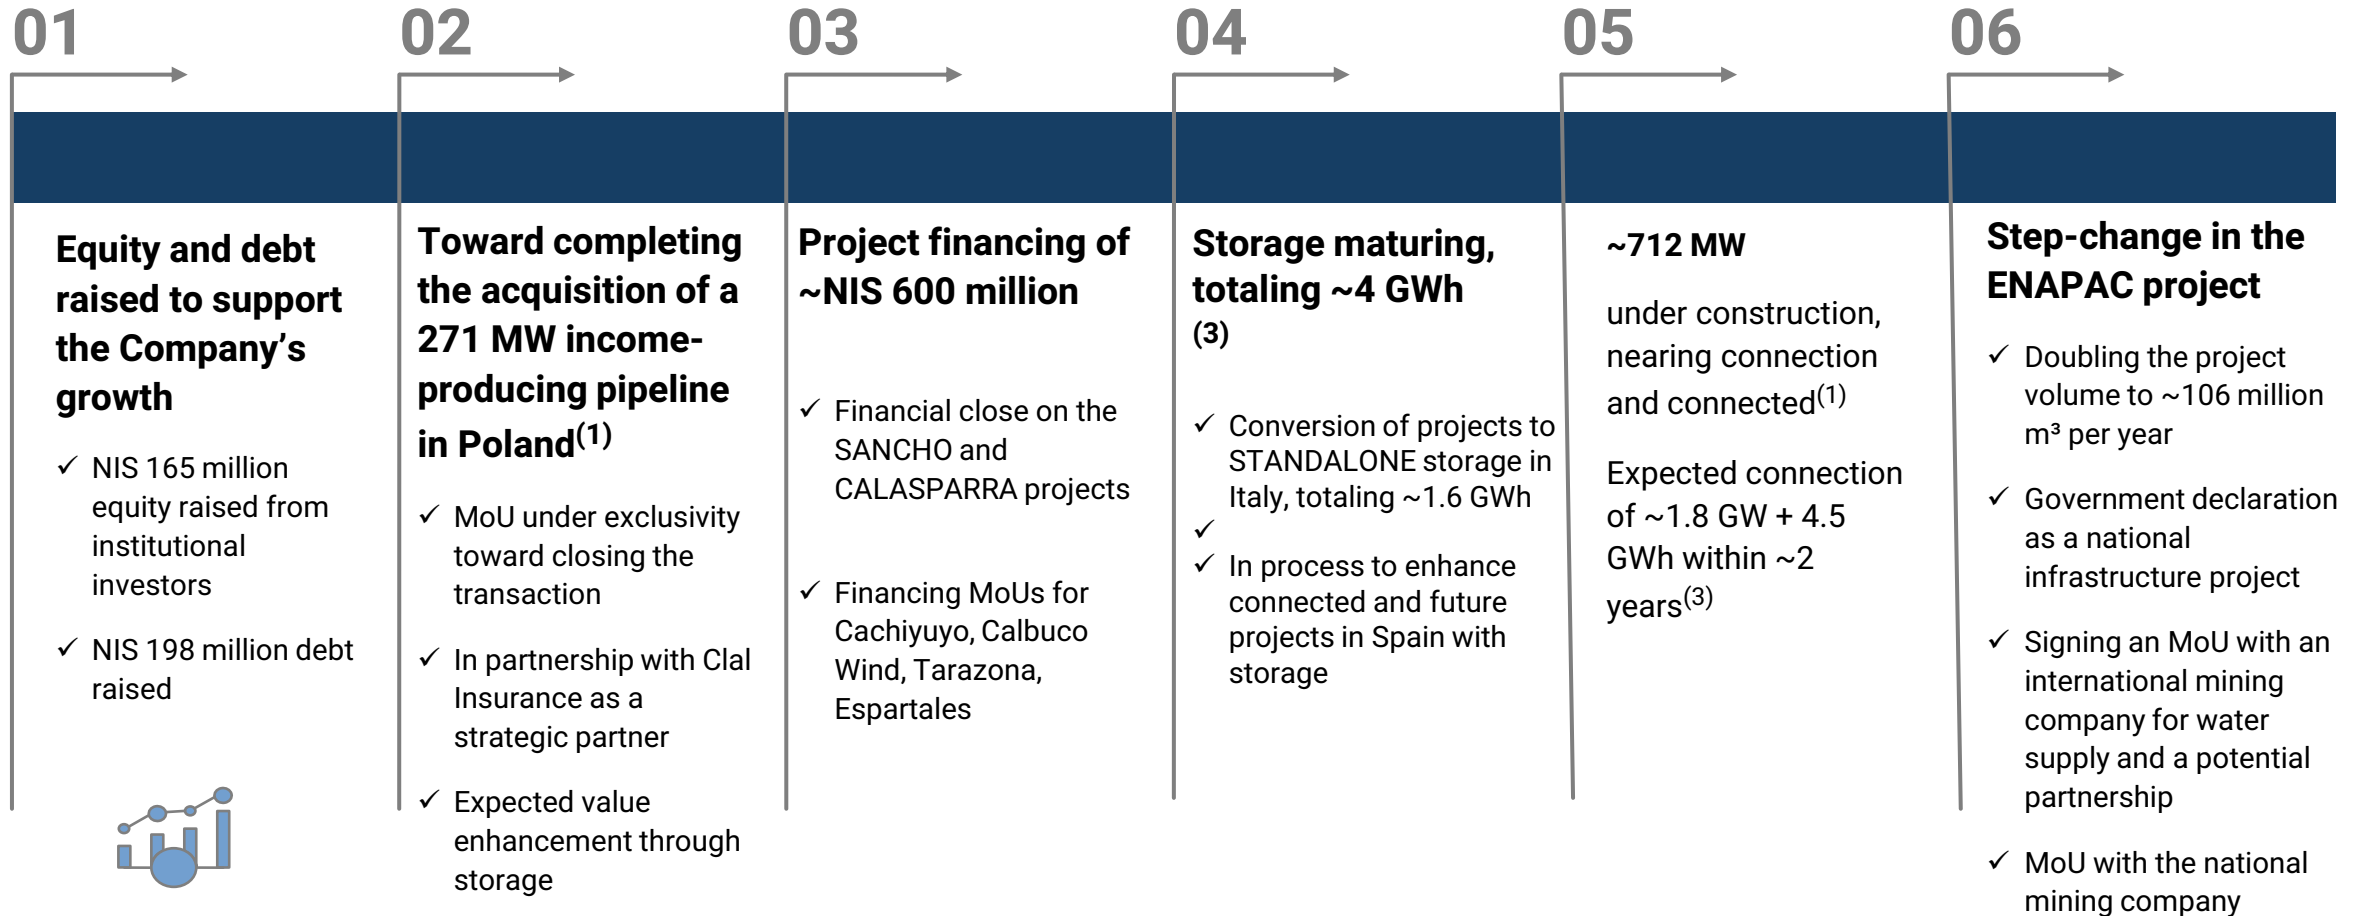 01
Equity and debt
raised to support
the Company’s
growth
✓ NIS 165 million
equity raised from
institutional
investors
✓ NIS 198 million debt
raised
02
Toward completing
the acquisition of a
271 MW income-
producing pipeline
in Poland(1)
✓ MoU under exclusivity
toward closing the
transaction
✓ In partnership with Clal
Insurance as a
strategic partner
✓ Expected value
enhancement through
storage
03
Project financing of
~NIS 600 million
✓ Financial close on the
SANCHO and
CALASPARRA projects
✓ Financing MoUs for
Cachiyuyo, Calbuco
Wind, Tarazona,
Espartales
04
Storage maturing,
totaling ~4 GWh
(3)
✓ Conversion of projects to
STANDALONE storage in
Italy, totaling ~1.6 GWh
✓
✓ In process to enhance
connected and future
projects in Spain with
storage
05
~712 MW
under construction,
nearing connection
and connected(1)
Expected connection
of ~1.8 GW + 4.5
GWh within ~2
years(3)
06
Step-change in the
ENAPAC project
✓ Doubling the project
volume to ~106 million
m³ per year
✓ Government declaration
as a national
infrastructure project
✓ Signing an MoU with an
international mining
company for water
supply and a potential
partnership
✓ MoU with the national
mining company